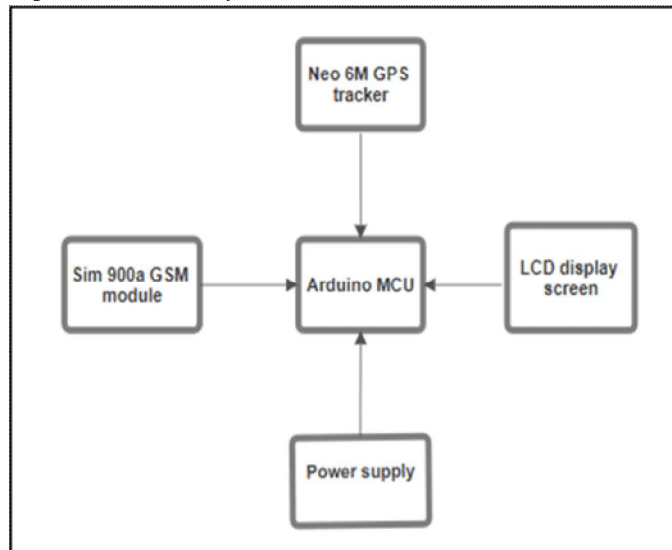 Neo 6M GPS
tracker
Sim 900a GSM
module
Arduino MCU
LCD display
screen
Power supply